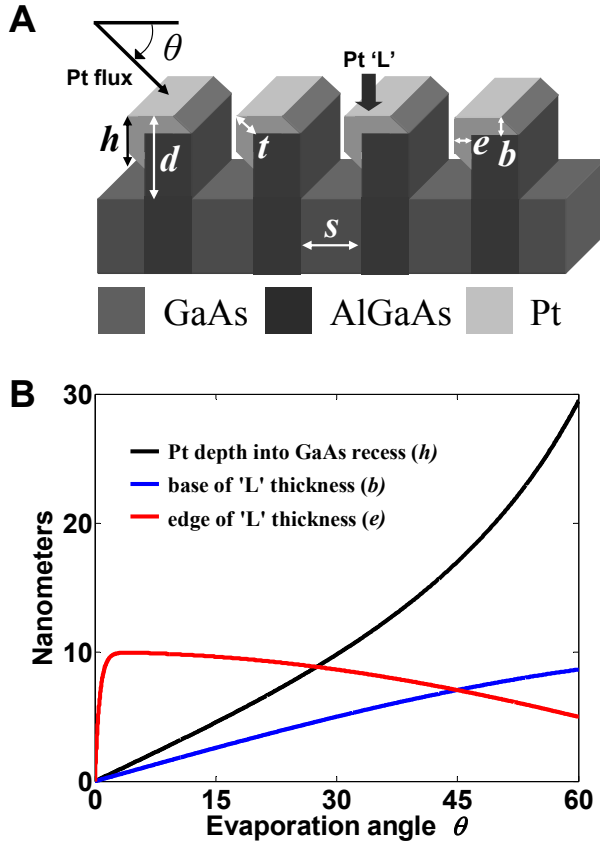 A
θ
Pt flux
Pt ‘L’
h
d
t
e
b
s
GaAs
AlGaAs
Pt
B
30
20
10
0
Nanometers
Pt depth into GaAs recess (h)
base of 'L' thickness (b)
edge of 'L' thickness (e)
0
15
30
45
60
Evaporation angle θ